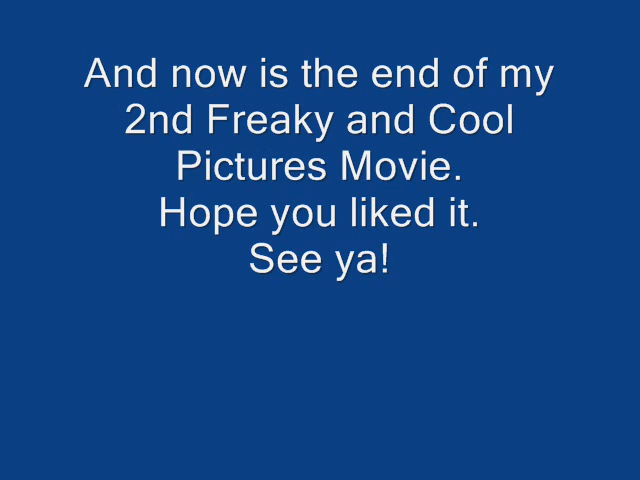 And now is the end of my
2nd Freaky and Cool
Pictures Movie.
Hope you liked it.
See ya!